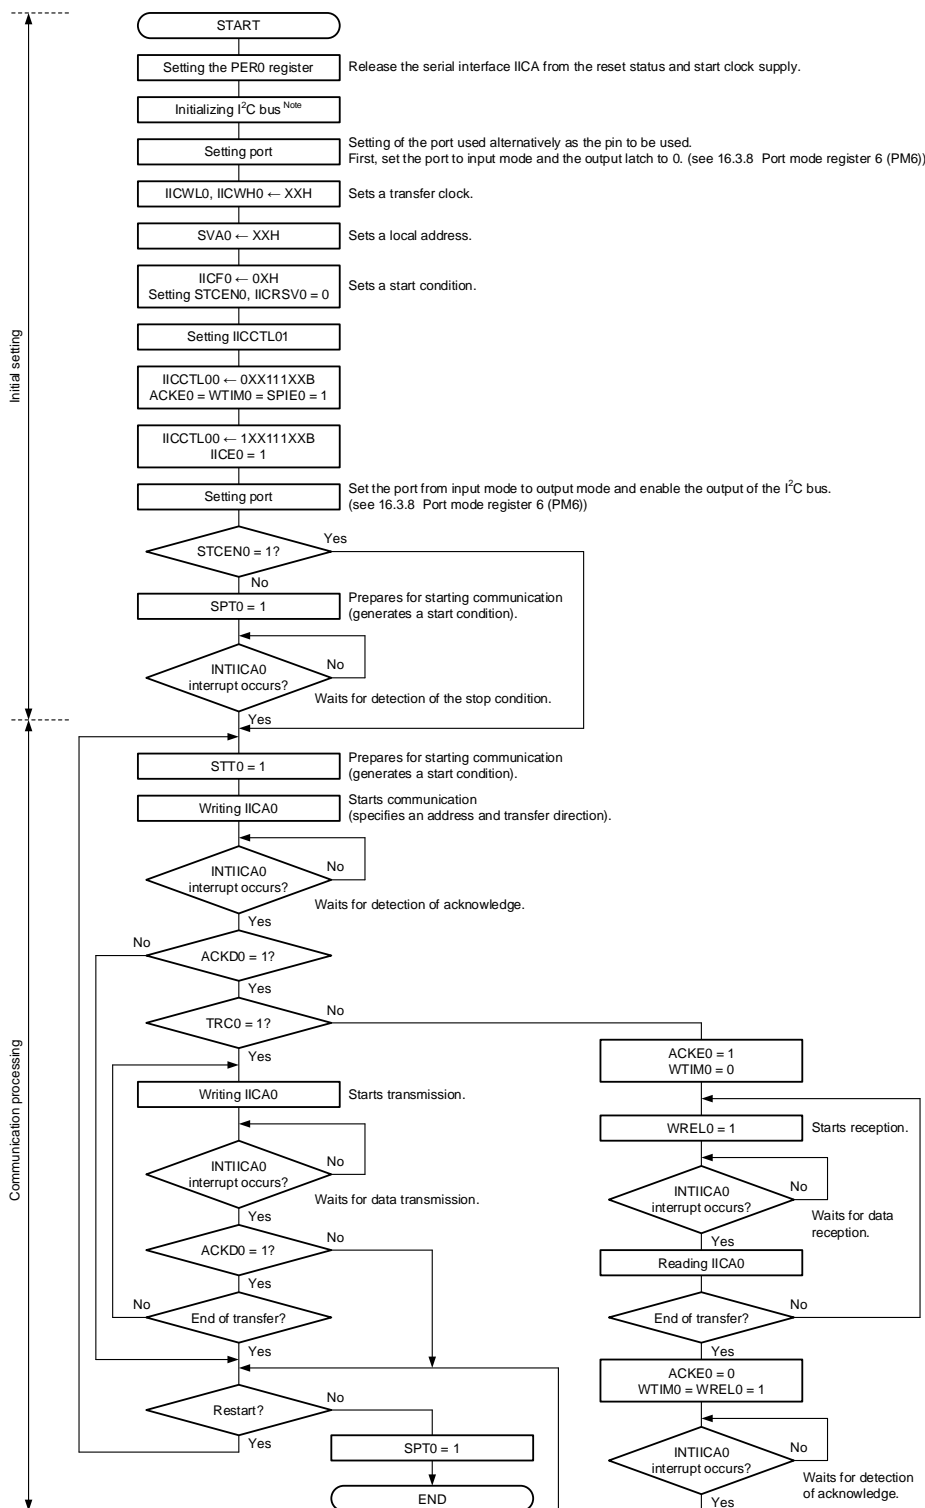 START
Setting the PER0 register
Release the serial interface IICA from the reset status and start clock supply.
Initializing I²C bus Note
Setting port
Setting of the port used alternatively as the pin to be used.
First, set the port to input mode and the output latch to 0. (see 16.3.8 Port mode register 6 (PM6))
IICWL0, IICWH0 ← XXH
Sets a transfer clock.
SVA0 ← XXH
Sets a local address.
IICF0 ← 0XH
Setting STCEN0, IICRSV0 = 0
Sets a start condition.
Setting IICCTL01
Initial setting
IICCTL00 ← 0XX111XXB
ACKE0 = WTIM0 = SPIE0 = 1
IICCTL00 ← 1XX111XXB
IICE0 = 1
Setting port
Set the port from input mode to output mode and enable the output of the I²C bus.
(see 16.3.8 Port mode register 6 (PM6))
STCEN0 = 1?
Yes
No
SPT0 = 1
Prepares for starting communication
(generates a start condition).
INTIICA0
interrupt occurs?
No
Waits for detection of the stop condition.
Yes
STT0 = 1
Prepares for starting communication
(generates a start condition).
Writing IICA0
Starts communication
(specifies an address and transfer direction).
INTIICA0
interrupt occurs?
No
Waits for detection of acknowledge.
Yes
No
ACKD0 = 1?
Yes
TRC0 = 1?
No
Yes
Communication processing
Writing IICA0
Starts transmission.
INTIICA0
interrupt occurs?
No
Waits for data transmission.
Yes
ACKD0 = 1?
No
Yes
No
End of transfer?
Yes
Restart?
No
Yes
SPT0 = 1
END
ACKE0 = 1
WTIM0 = 0
WREL0 = 1
Starts reception.
INTIICA0
interrupt occurs?
No
Waits for data
reception.
Yes
Reading IICA0
End of transfer?
No
Yes
ACKE0 = 0
WTIM0 = WREL0 = 1
INTIICA0
interrupt occurs?
No
Waits for detection
of acknowledge.
Yes